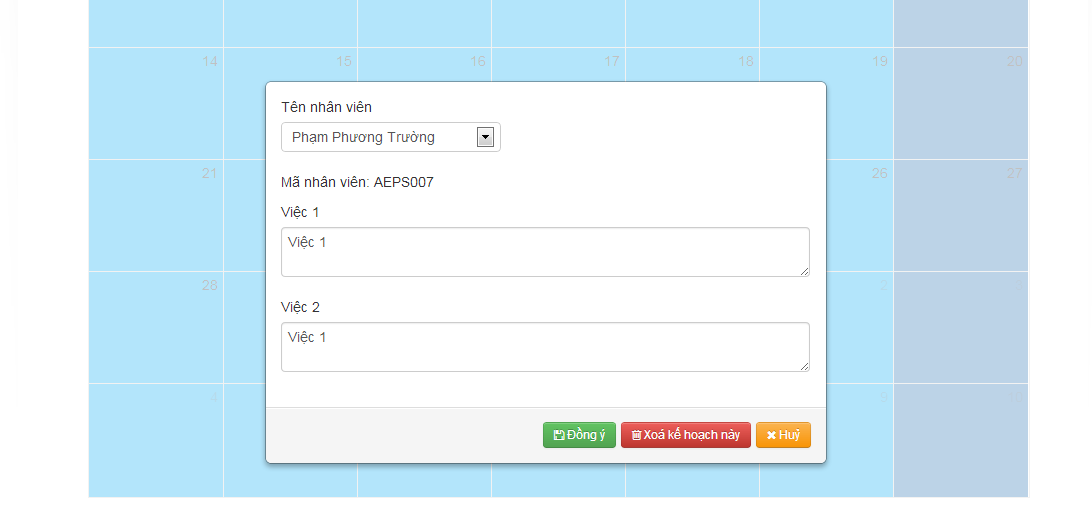 14 15 16 17 18 19 20
Tên nhân viên
Phạm Phương Trường
21 26 27
Mã nhân viên: AEPS007
Việc 1
Việc 1
28 2
Việc 2
Việc 1
4 9
Đồng ý Xoá kế hoạch này Huỷ